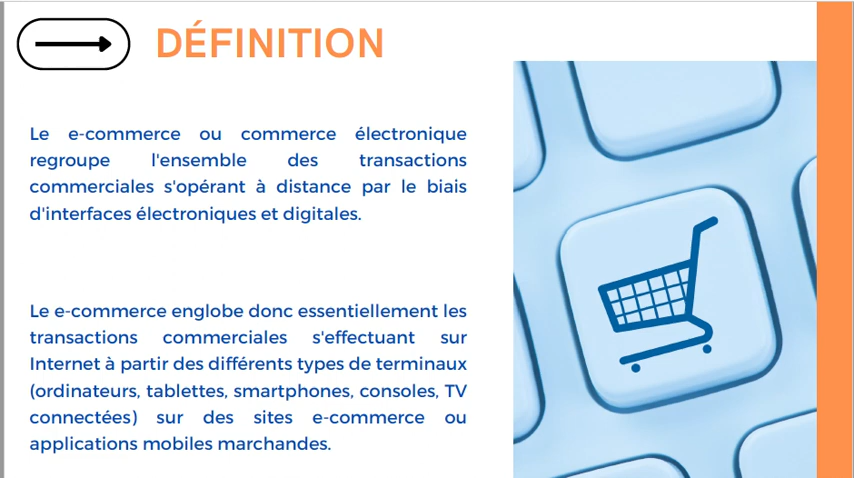 DÉFINITION
Le e-commerce ou commerce électronique
regroupe l'ensemble des transactions
commerciales s'opérant à distance par le biais
d'interfaces électroniques et digitales.
Le e-commerce englobe donc essentiellement les
transactions commerciales s'effectuant sur
Internet à partir des différents types de terminaux
(ordinateurs, tablettes, smartphones, consoles, TV
connectées) sur des sites e-commerce ou
applications mobiles marchandes.